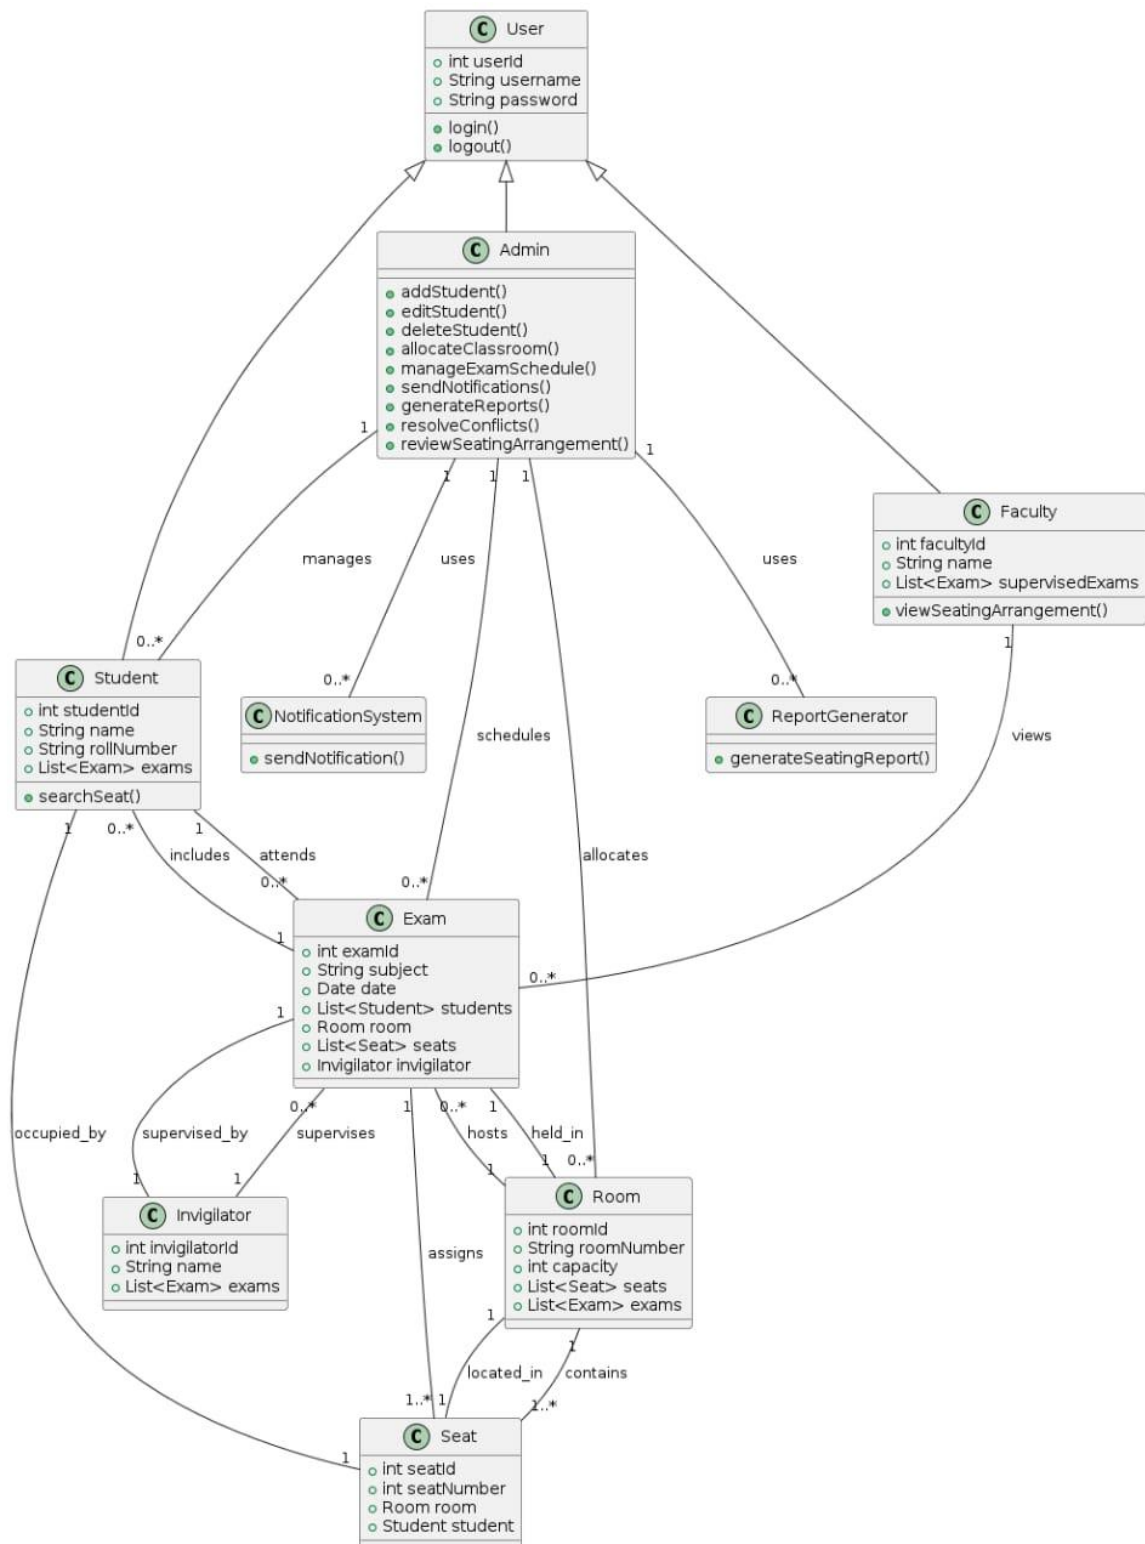 C User
int userId
String username
String password
login()
logout()
C Admin
addStudent()
editStudent()
deleteStudent()
allocateClassroom()
manageExamSchedule()
sendNotifications()
generateReports()
resolveConflicts()
reviewSeatingArrangement()
1
1
1
1
1
C Faculty
int facultyId
String name
List<Exam> supervisedExams
viewSeatingArrangement()
1
manages
uses
uses
0..*
C Student
int studentId
String name
String rollNumber
List<Exam> exams
searchSeat()
1
0..*
1
0..*
C NotificationSystem
sendNotification()
schedules
0..*
C ReportGenerator
generateSeatingReport()
views
includes
attends
allocates
0..*
0..*
1
C Exam
int examId
String subject
Date date
List<Student> students
Room room
List<Seat> seats
Invigilator invigilator
0..*
1
0..*
1
0..*
1
occupied_by
supervised_by
supervises
hosts
held_in
1
1
1
1
0..*
C Invigilator
int invigilatorId
String name
List<Exam> exams
assigns
C Room
int roomId
String roomNumber
int capacity
List<Seat> seats
List<Exam> exams
1
1
located_in
contains
1..*
1
1..*
1
C Seat
int seatId
int seatNumber
Room room
Student student